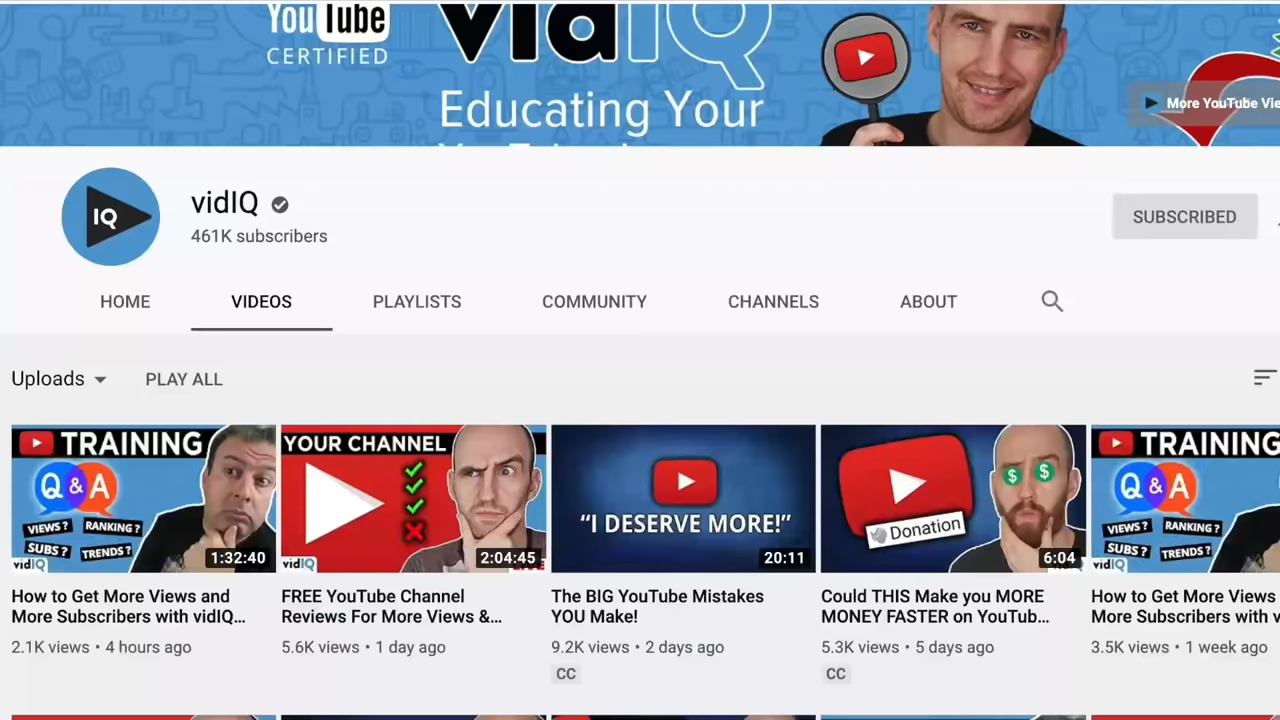 YouTube
CERTIFIED
vidIQ
Educating Your
More YouTube Vie
IQ
vidIQ
461K subscribers
SUBSCRIBED
HOME VIDEOS PLAYLISTS COMMUNITY CHANNELS ABOUT
Uploads PLAY ALL
TRAINING
Q & A
VIEWS? RANKING?
SUBS? TRENDS?
vidIQ
1:32:40
YOUR CHANNEL
vidIQ
2:04:45
"I DESERVE MORE!"
20:11
Donation
6:04
TRAINING
Q & A
VIEWS? RANKING?
SUBS? TRENDS?
vidIQ
How to Get More Views and
More Subscribers with vidIQ...
2.1K views • 4 hours ago
FREE YouTube Channel
Reviews For More Views &...
5.6K views • 1 day ago
The BIG YouTube Mistakes
YOU Make!
9.2K views • 2 days ago
CC
Could THIS Make you MORE
MONEY FASTER on YouTub...
5.3K views • 5 days ago
CC
How to Get More Views
More Subscribers with v
3.5K views • 1 week ago